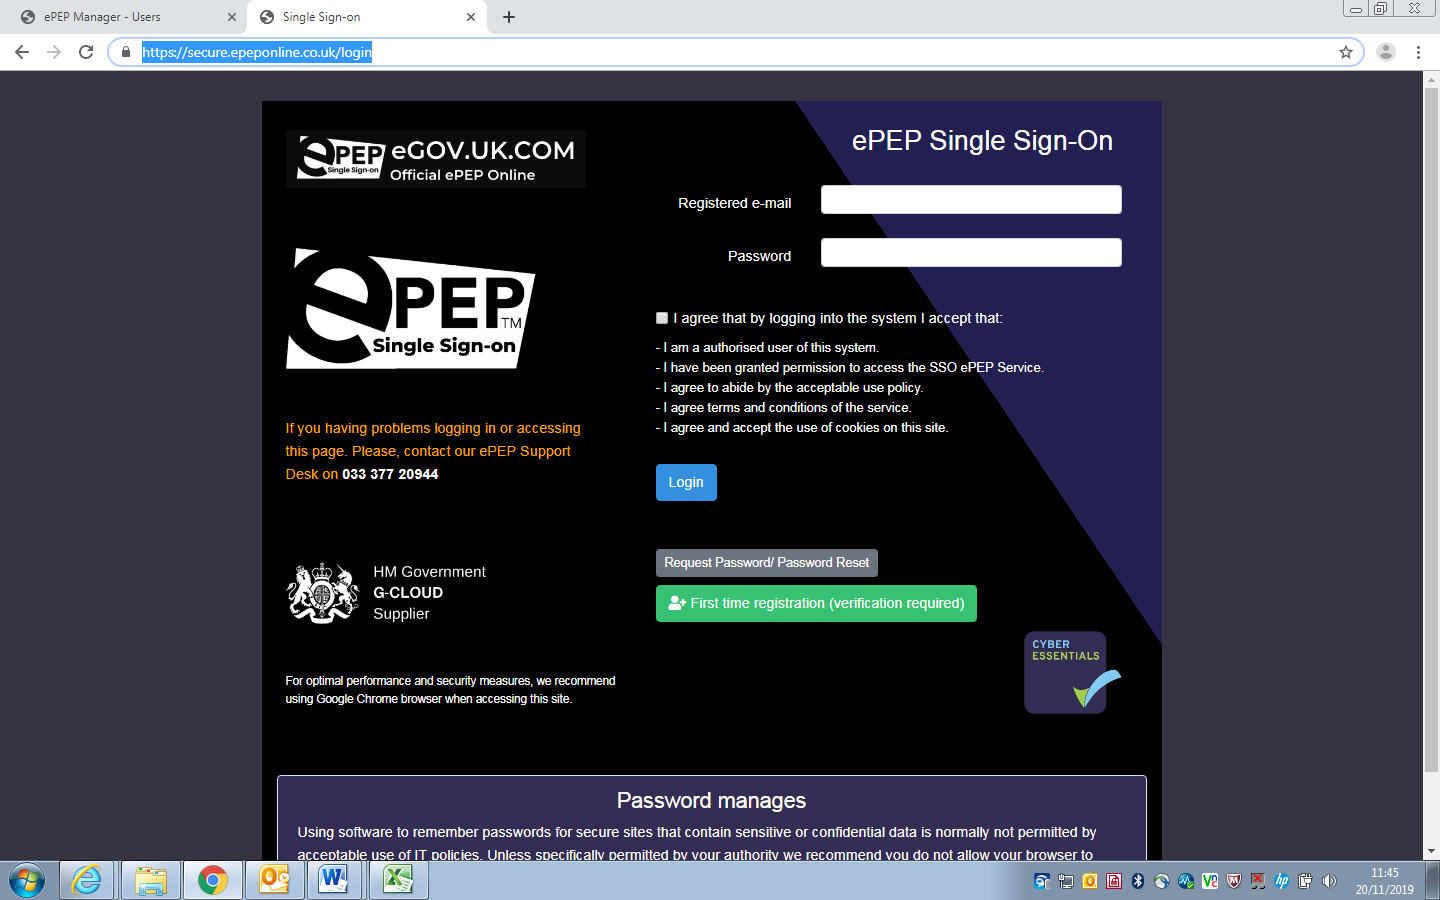 ePEP Manager - Users
Single Sign-on
https://secure.epeponline.co.uk/login
ePEP
Single Sign-on
eGOV.UK.COM
Official ePEP Online
ePEP Single Sign-On
Registered e-mail
Password
ePEP TM
Single Sign-on
I agree that by logging into the system I accept that:
- I am a authorised user of this system.
- I have been granted permission to access the SSO ePEP Service.
- I agree to abide by the acceptable use policy.
- I agree terms and conditions of the service.
- I agree and accept the use of cookies on this site.
If you having problems logging in or accessing
this page. Please, contact our ePEP Support
Desk on 033 377 20944
Login
Request Password/ Password Reset
First time registration (verification required)
HM Government
G-CLOUD
Supplier
CYBER
ESSENTIALS
For optimal performance and security measures, we recommend
using Google Chrome browser when accessing this site.
Password manages
Using software to remember passwords for secure sites that contain sensitive or confidential data is normally not permitted by
acceptable use of IT policies. Unless specifically permitted by your authority we recommend you do not allow your browser to
11:45
20/11/2019